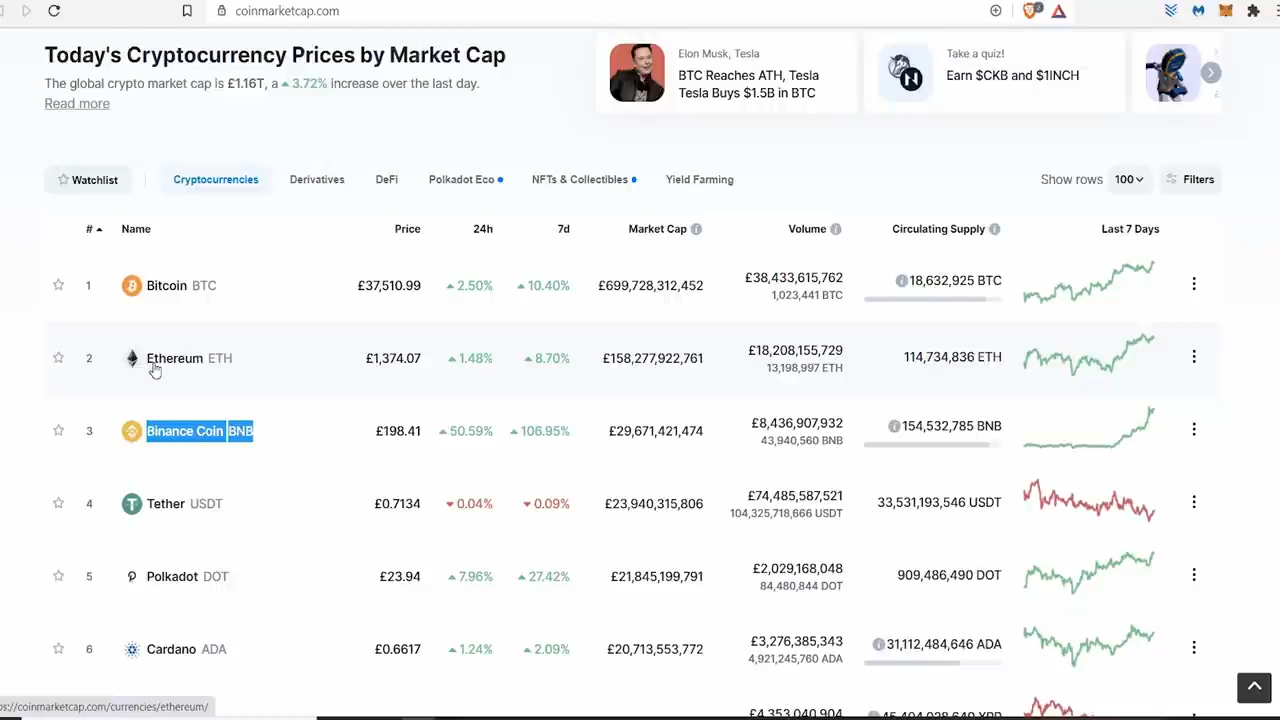 coinmarketcap.com
2
Today's Cryptocurrency Prices by Market Cap
The global crypto market cap is £1.16T, a 3.72% increase over the last day.
Read more
Elon Musk, Tesla
BTC Reaches ATH, Tesla
Tesla Buys $1.5B in BTC
Take a quiz!
Earn $CKB and $1INCH
Watchlist Cryptocurrencies Derivatives DeFi Polkadot Eco NFTs & Collectibles Yield Farming Show rows 100 Filters
# Name Price 24h 7d Market Cap Volume Circulating Supply Last 7 Days
1 Bitcoin BTC £37,510.99 2.50% 10.40% £699,728,312,452 £38,433,615,762 18,632,925 BTC
1,023,441 BTC
2 Ethereum ETH £1,374.07 1.48% 8.70% £158,277,922,761 £18,208,155,729 114,734,836 ETH
13,198,997 ETH
3 Binance Coin BNB £198.41 50.59% 106.95% £29,671,421,474 £8,436,907,932 154,532,785 BNB
43,940,560 BNB
4 Tether USDT £0.7134 0.04% 0.09% £23,940,315,806 £74,485,587,521 33,531,193,546 USDT
104,325,718,666 USDT
5 Polkadot DOT £23.94 7.96% 27.42% £21,845,199,791 £2,029,168,048 909,486,490 DOT
84,480,844 DOT
6 Cardano ADA £0.6617 1.24% 2.09% £20,713,553,772 £3,276,385,343 31,112,484,646 ADA
4,921,245,760 ADA
ps://coinmarketcap.com/currencies/ethereum/
£4,353,040,904